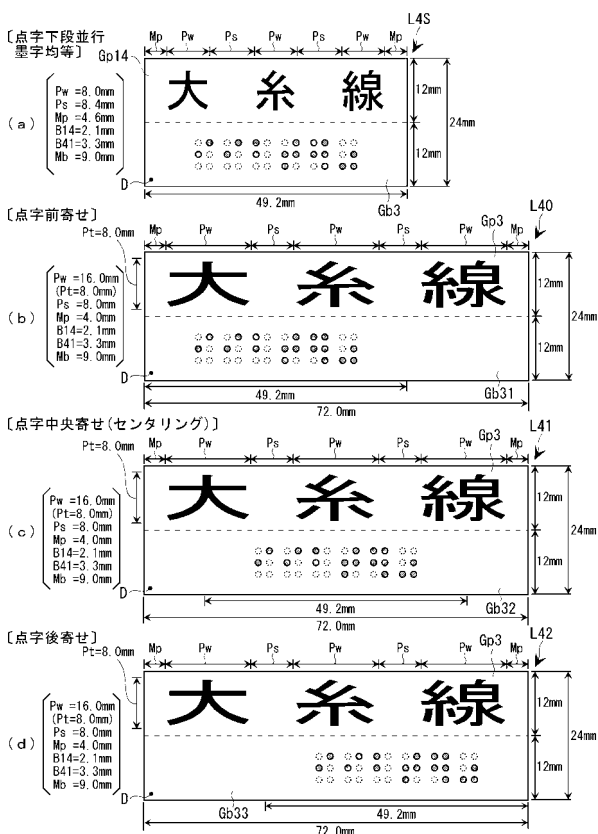 〔点字下段並行
墨字均等〕
Gp14
Mp Pw Ps Pw Ps Pw Mp
L4S
(a)
Pw =8.0mm
Ps =8.4mm
Mp =4.6mm
B14=2.1mm
B41=3.3mm
Mb =9.0mm
大 糸 線
12mm
24mm
12mm
D
49.2mm
Gb3
〔点字前寄せ〕
Pt=8.0mm
Mp Pw Ps Pw Ps Pw Mp
Gp3
L40
(b)
Pw =16.0mm
(Pt=8.0mm)
Ps =8.0mm
Mp =4.0mm
B14=2.1mm
B41=3.3mm
Mb =9.0mm
大 糸 線
12mm
24mm
12mm
D
49.2mm
Gb31
72.0mm
〔点字中央寄せ(センタリング)〕
Pt=8.0mm
Mp Pw Ps Pw Ps Pw Mp
Gp3
L41
(c)
Pw =16.0mm
(Pt=8.0mm)
Ps =8.0mm
Mp =4.0mm
B14=2.1mm
B41=3.3mm
Mb =9.0mm
大 糸 線
12mm
24mm
12mm
D
49.2mm
Gb32
72.0mm
〔点字後寄せ〕
Pt=8.0mm
Mp Pw Ps Pw Ps Pw Mp
Gp3
L42
(d)
Pw =16.0mm
(Pt=8.0mm)
Ps =8.0mm
Mp =4.0mm
B14=2.1mm
B41=3.3mm
Mb =9.0mm
大 糸 線
12mm
24mm
12mm
D
Gb33
49.2mm
72.0mm